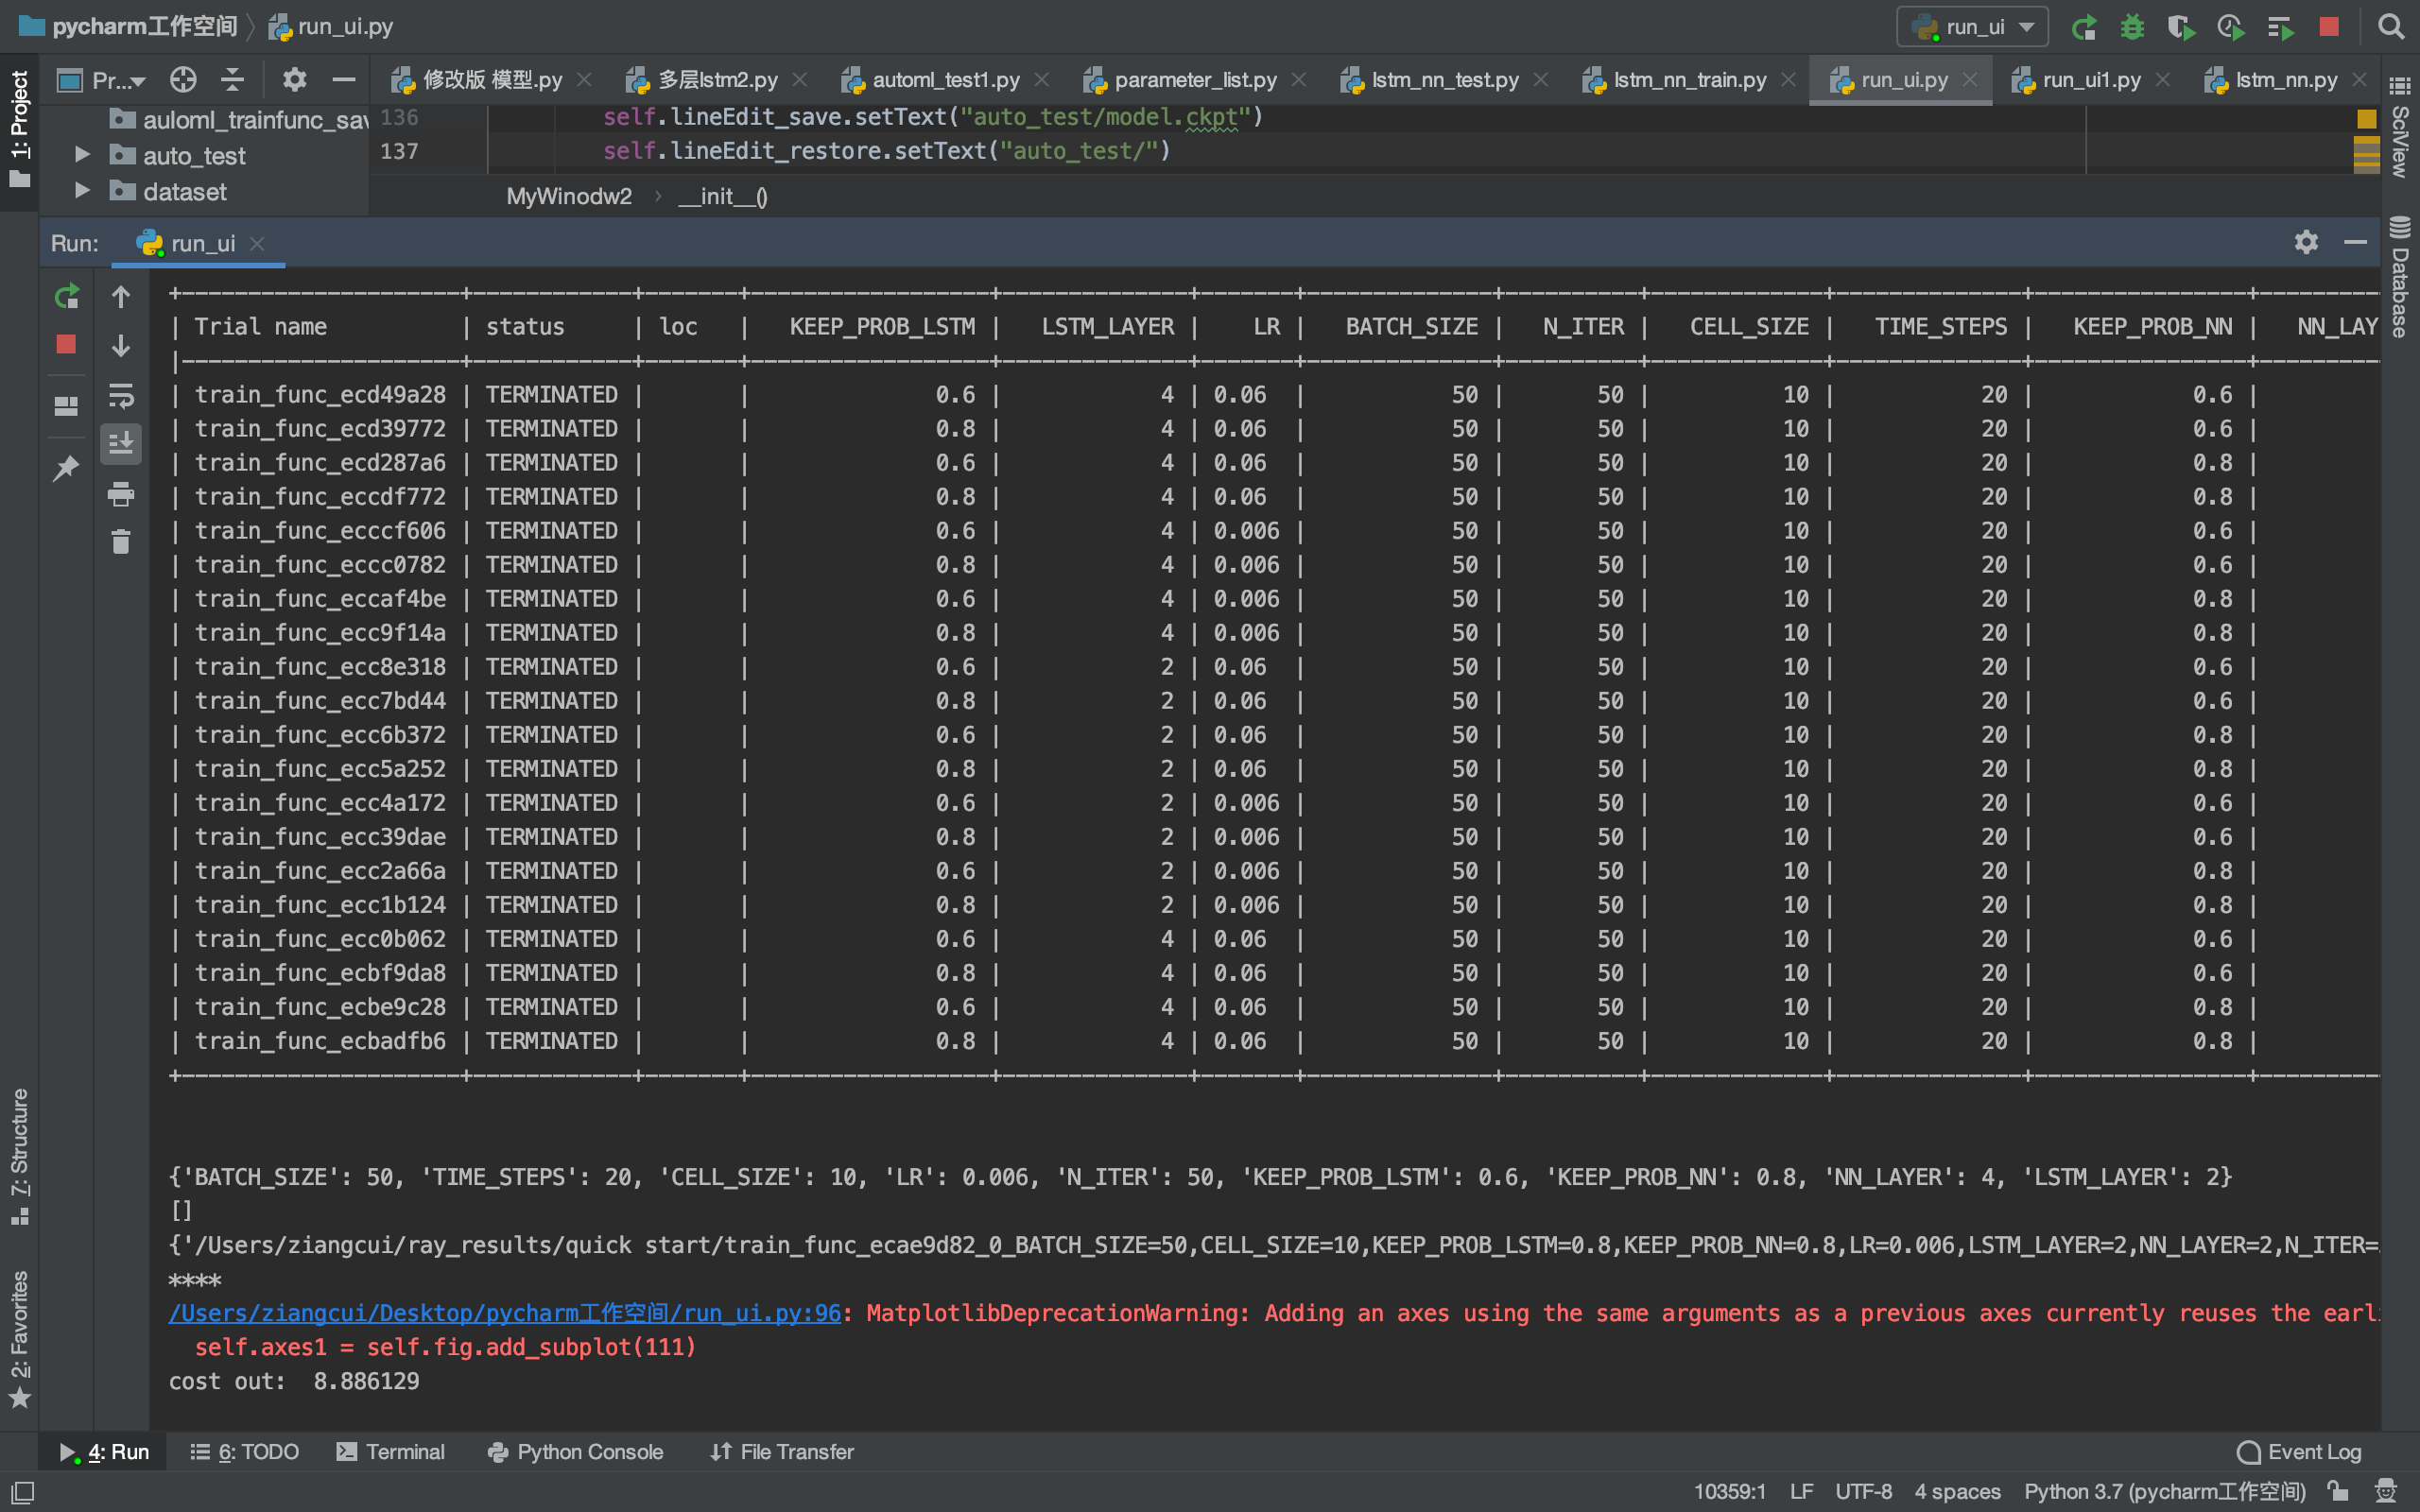 pycharm工作空间 run_ui.py run_ui
1: Project
Pr... 修改版 模型.py 多层lstm2.py automl_test1.py parameter_list.py lstm_nn_test.py lstm_nn_train.py run_ui.py run_ui1.py lstm_nn.py
auloml_trainfunc_sav
auto_test
dataset
136 self.lineEdit_save.setText("auto_test/model.ckpt")
137 self.lineEdit_restore.setText("auto_test/")
MyWinodw2 › __init__()
SciView
Database
Run: run_ui
+---------------------+------------+-------+------------------+--------------+-------+--------------+----------+-------------+--------------+----------------+---------
| Trial name | status | loc | KEEP_PROB_LSTM | LSTM_LAYER | LR | BATCH_SIZE | N_ITER | CELL_SIZE | TIME_STEPS | KEEP_PROB_NN | NN_LAY
|---------------------+------------+-------+------------------+--------------+-------+--------------+----------+-------------+--------------+----------------+---------
| train_func_ecd49a28 | TERMINATED | | 0.6 | 4 | 0.06 | 50 | 50 | 10 | 20 | 0.6 |
| train_func_ecd39772 | TERMINATED | | 0.8 | 4 | 0.06 | 50 | 50 | 10 | 20 | 0.6 |
| train_func_ecd287a6 | TERMINATED | | 0.6 | 4 | 0.06 | 50 | 50 | 10 | 20 | 0.8 |
| train_func_eccdf772 | TERMINATED | | 0.8 | 4 | 0.06 | 50 | 50 | 10 | 20 | 0.8 |
| train_func_ecccf606 | TERMINATED | | 0.6 | 4 | 0.006 | 50 | 50 | 10 | 20 | 0.6 |
| train_func_eccc0782 | TERMINATED | | 0.8 | 4 | 0.006 | 50 | 50 | 10 | 20 | 0.6 |
| train_func_eccaf4be | TERMINATED | | 0.6 | 4 | 0.006 | 50 | 50 | 10 | 20 | 0.8 |
| train_func_ecc9f14a | TERMINATED | | 0.8 | 4 | 0.006 | 50 | 50 | 10 | 20 | 0.8 |
| train_func_ecc8e318 | TERMINATED | | 0.6 | 2 | 0.06 | 50 | 50 | 10 | 20 | 0.6 |
| train_func_ecc7bd44 | TERMINATED | | 0.8 | 2 | 0.06 | 50 | 50 | 10 | 20 | 0.6 |
| train_func_ecc6b372 | TERMINATED | | 0.6 | 2 | 0.06 | 50 | 50 | 10 | 20 | 0.8 |
| train_func_ecc5a252 | TERMINATED | | 0.8 | 2 | 0.06 | 50 | 50 | 10 | 20 | 0.8 |
| train_func_ecc4a172 | TERMINATED | | 0.6 | 2 | 0.006 | 50 | 50 | 10 | 20 | 0.6 |
| train_func_ecc39dae | TERMINATED | | 0.8 | 2 | 0.006 | 50 | 50 | 10 | 20 | 0.6 |
| train_func_ecc2a66a | TERMINATED | | 0.6 | 2 | 0.006 | 50 | 50 | 10 | 20 | 0.8 |
| train_func_ecc1b124 | TERMINATED | | 0.8 | 2 | 0.006 | 50 | 50 | 10 | 20 | 0.8 |
| train_func_ecc0b062 | TERMINATED | | 0.6 | 4 | 0.06 | 50 | 50 | 10 | 20 | 0.6 |
| train_func_ecbf9da8 | TERMINATED | | 0.8 | 4 | 0.06 | 50 | 50 | 10 | 20 | 0.6 |
| train_func_ecbe9c28 | TERMINATED | | 0.6 | 4 | 0.06 | 50 | 50 | 10 | 20 | 0.8 |
| train_func_ecbadfb6 | TERMINATED | | 0.8 | 4 | 0.06 | 50 | 50 | 10 | 20 | 0.8 |
+---------------------+------------+-------+------------------+--------------+-------+--------------+----------+-------------+--------------+----------------+---------
{'BATCH_SIZE': 50, 'TIME_STEPS': 20, 'CELL_SIZE': 10, 'LR': 0.006, 'N_ITER': 50, 'KEEP_PROB_LSTM': 0.6, 'KEEP_PROB_NN': 0.8, 'NN_LAYER': 4, 'LSTM_LAYER': 2}
[]
{'/Users/ziangcui/ray_results/quick start/train_func_ecae9d82_0_BATCH_SIZE=50,CELL_SIZE=10,KEEP_PROB_LSTM=0.8,KEEP_PROB_NN=0.8,LR=0.006,LSTM_LAYER=2,NN_LAYER=2,N_ITER=
****
/Users/ziangcui/Desktop/pycharm工作空间/run_ui.py:96: MatplotlibDeprecationWarning: Adding an axes using the same arguments as a previous axes currently reuses the earl
self.axes1 = self.fig.add_subplot(111)
cost out:  8.886129
7: Structure
2: Favorites
4: Run 6: TODO Terminal Python Console File Transfer Event Log
10359:1 LF UTF-8 4 spaces Python 3.7 (pycharm工作空间)